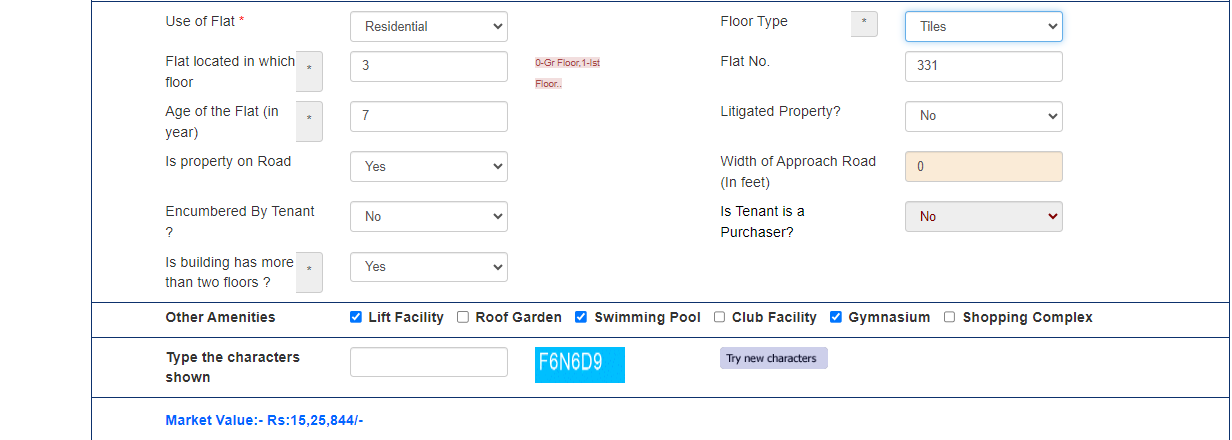 Use of Flat * Residential Floor Type * Tiles
Flat located in which floor * 3 0-Gr Floor,1-Ist Floor.. Flat No. 331
Age of the Flat (in year) * 7 Litigated Property? No
Is property on Road Yes Width of Approach Road (In feet) 0
Encumbered By Tenant ? No Is Tenant is a Purchaser? No
Is building has more than two floors ? * Yes
Other Amenities Lift Facility Roof Garden Swimming Pool Club Facility Gymnasium Shopping Complex
Type the characters shown F6N6D9 Try new characters
Market Value:- Rs:15,25,844/-